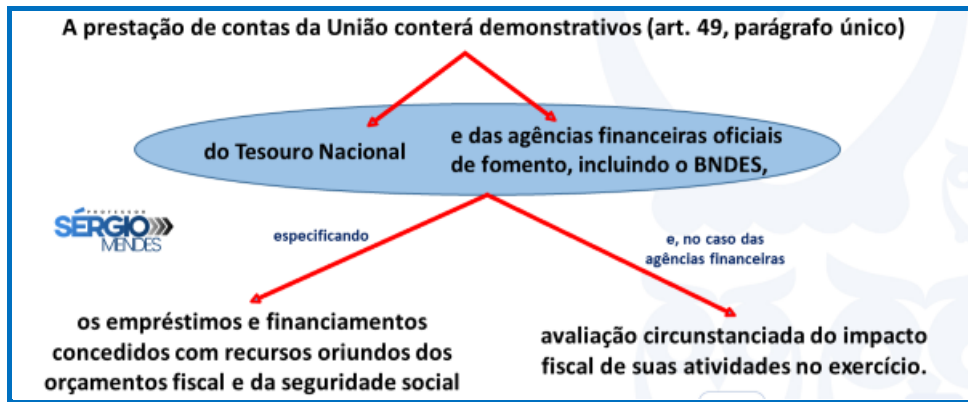 A prestação de contas da União conterá demonstrativos (art. 49, parágrafo único)
do Tesouro Nacional
e das agências financeiras oficiais
de fomento, incluindo o BNDES,
PROFESSOR
SÉRGIO
MENDES
especificando
e, no caso das
agências financeiras
os empréstimos e financiamentos
concedidos com recursos oriundos dos
orçamentos fiscal e da seguridade social
avaliação circunstanciada do impacto
fiscal de suas atividades no exercício.